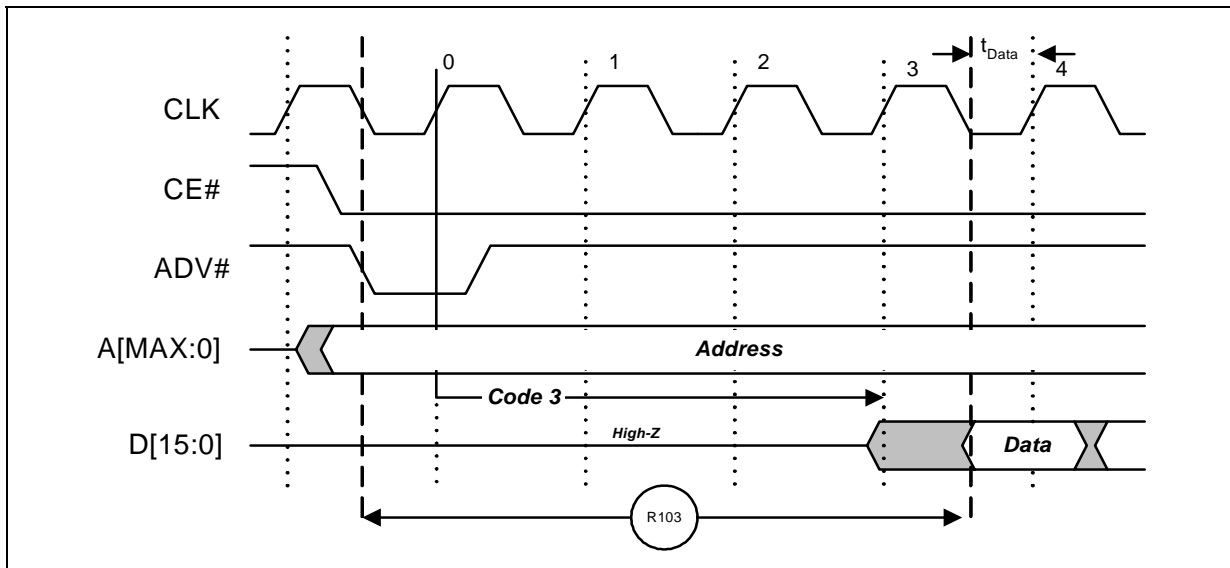 0 1 2 3 4
tData
CLK
CE#
ADV#
A[MAX:0]
Address
Code 3
D[15:0]
High-Z
Data
R103